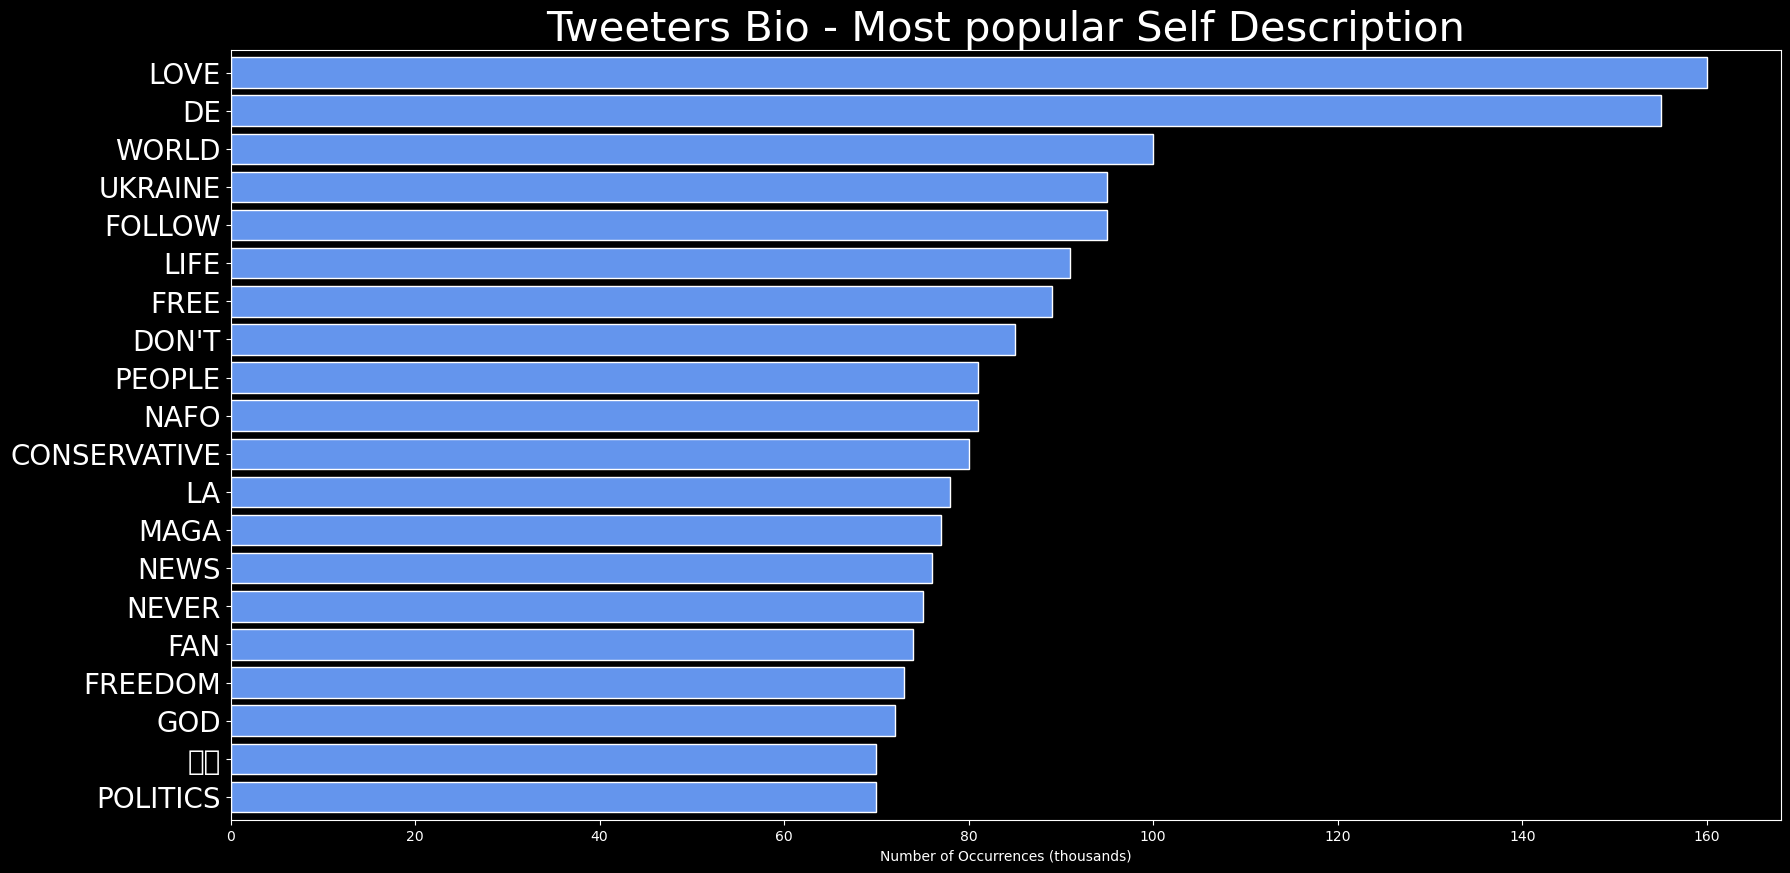 Tweeters Bio - Most popular Self Description
LOVE
DE
WORLD
UKRAINE
FOLLOW
LIFE
FREE
DON'T
PEOPLE
NAFO
CONSERVATIVE
LA
MAGA
NEWS
NEVER
FAN
FREEDOM
GOD
POLITICS
0 20 40 60 80 100 120 140 160
Number of Occurrences (thousands)